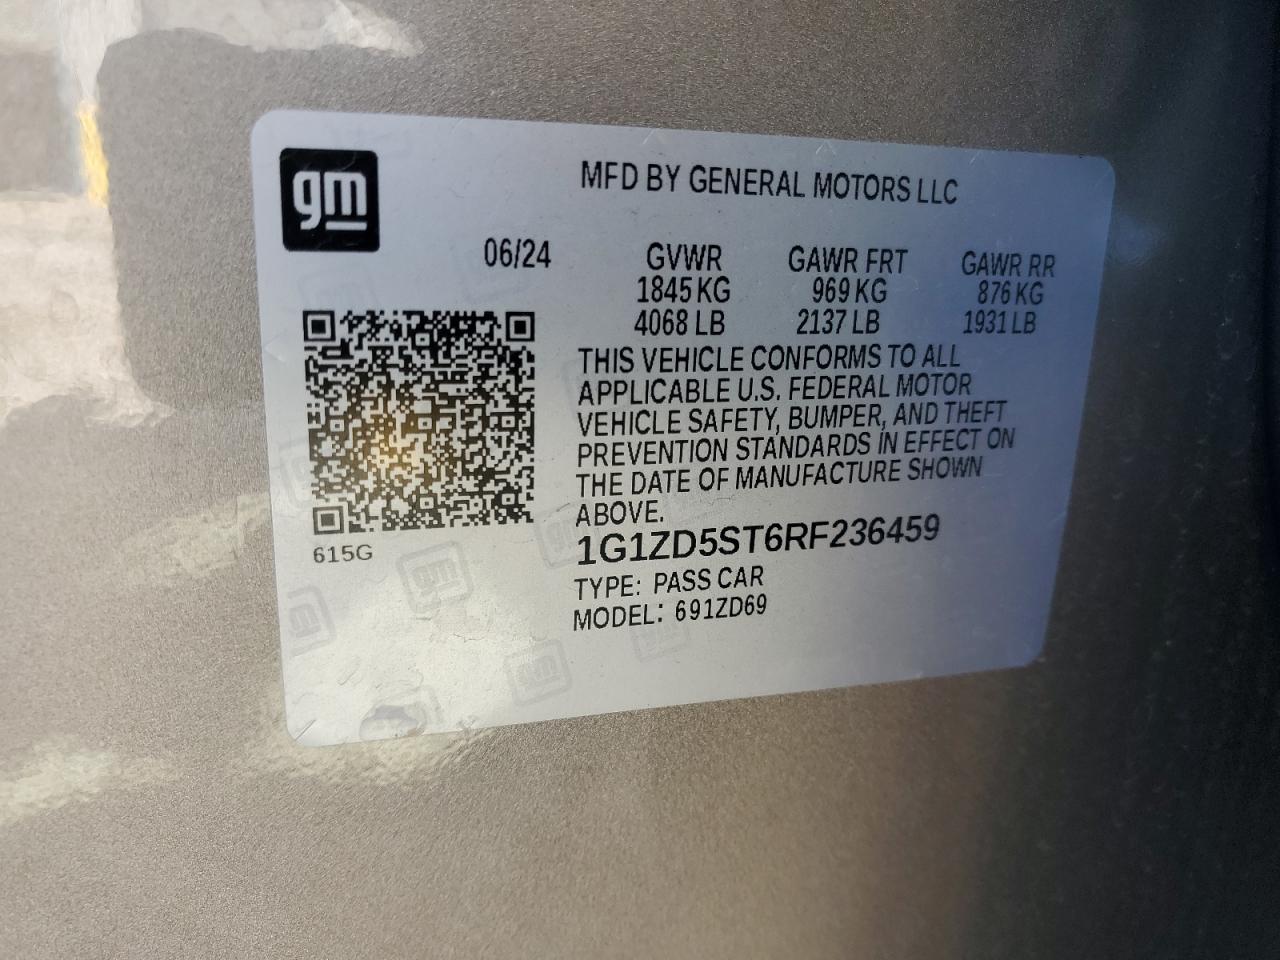 gm
MFD BY GENERAL MOTORS LLC
06/24 GVWR GAWR FRT GAWR RR
1845 KG 969 KG 876 KG
4068 LB 2137 LB 1931 LB
THIS VEHICLE CONFORMS TO ALL
APPLICABLE U.S. FEDERAL MOTOR
VEHICLE SAFETY, BUMPER, AND THEFT
PREVENTION STANDARDS IN EFFECT ON
THE DATE OF MANUFACTURE SHOWN
ABOVE.
615G
1G1ZD5ST6RF236459
TYPE: PASS CAR
MODEL: 691ZD69